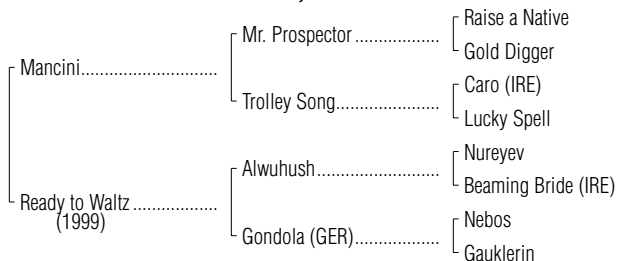 Raise a Native
Mr. Prospector ..................
Gold Digger
Mancini.............................
Caro (IRE)
Trolley Song......................
Lucky Spell
Nureyev
Alwuhush..........................
Beaming Bride (IRE)
Ready to Waltz ..................
(1999)
Nebos
Gondola (GER)..................
Gauklerin